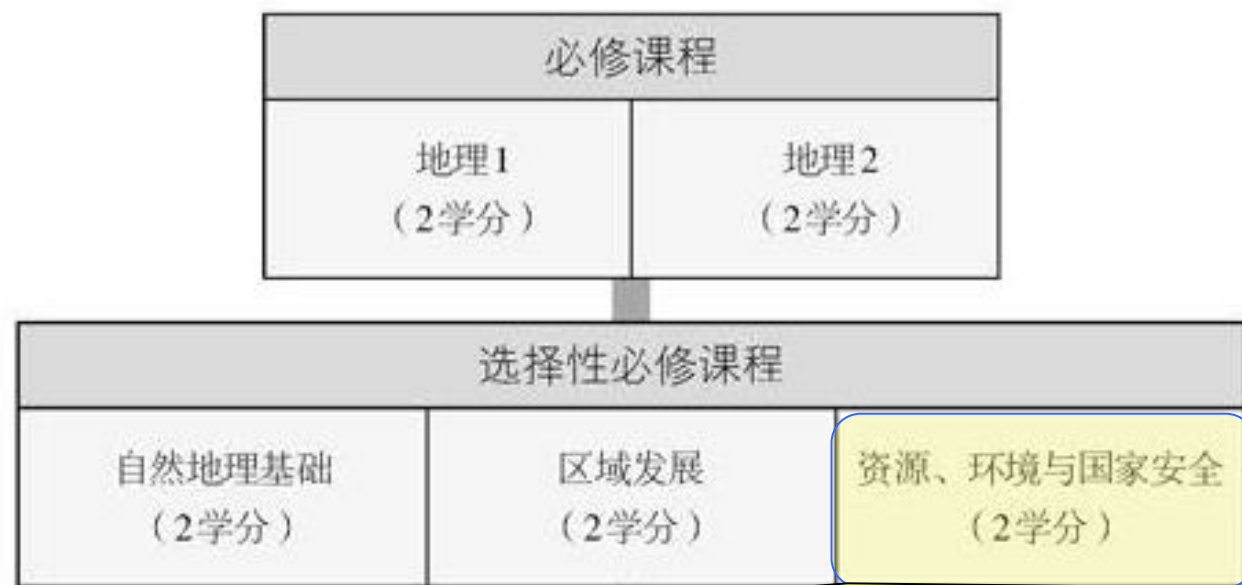 必修课程
地理1 地理2
（2学分） （2学分）
选择性必修课程
自然地理基础 区域发展 资源、环境与国家安全
（2学分） （2学分） （2学分）